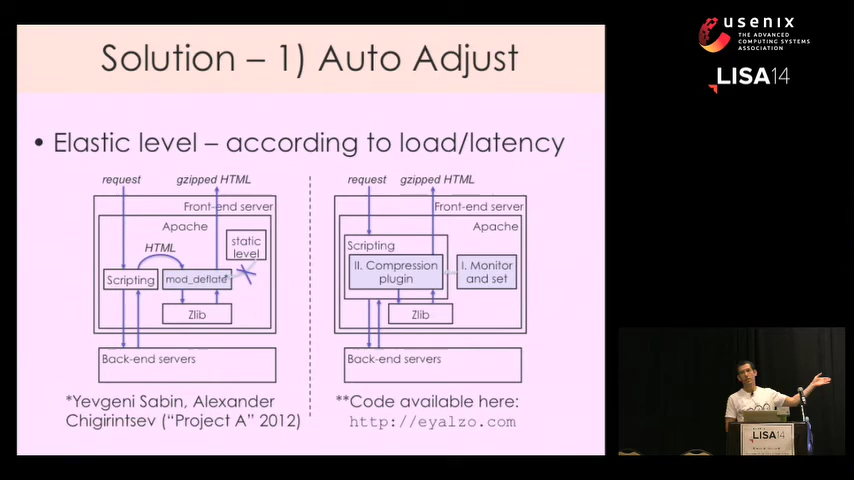 Solution – 1) Auto Adjust
• Elastic level – according to load/latency
request
gzipped HTML
Front-end server
Apache
HTML
static
level
Scripting
mod_deflate
Zlib
Back-end servers
*Yevgeni Sabin, Alexander
Chigirintsev ("Project A" 2012)
request
gzipped HTML
Front-end server
Apache
Scripting
II. Compression
plugin
I. Monitor
and set
Zlib
Back-end servers
**Code available here:
http://eyalzo.com
usenix
THE ADVANCED
COMPUTING SYSTEMS
ASSOCIATION
LISA14
LISA14